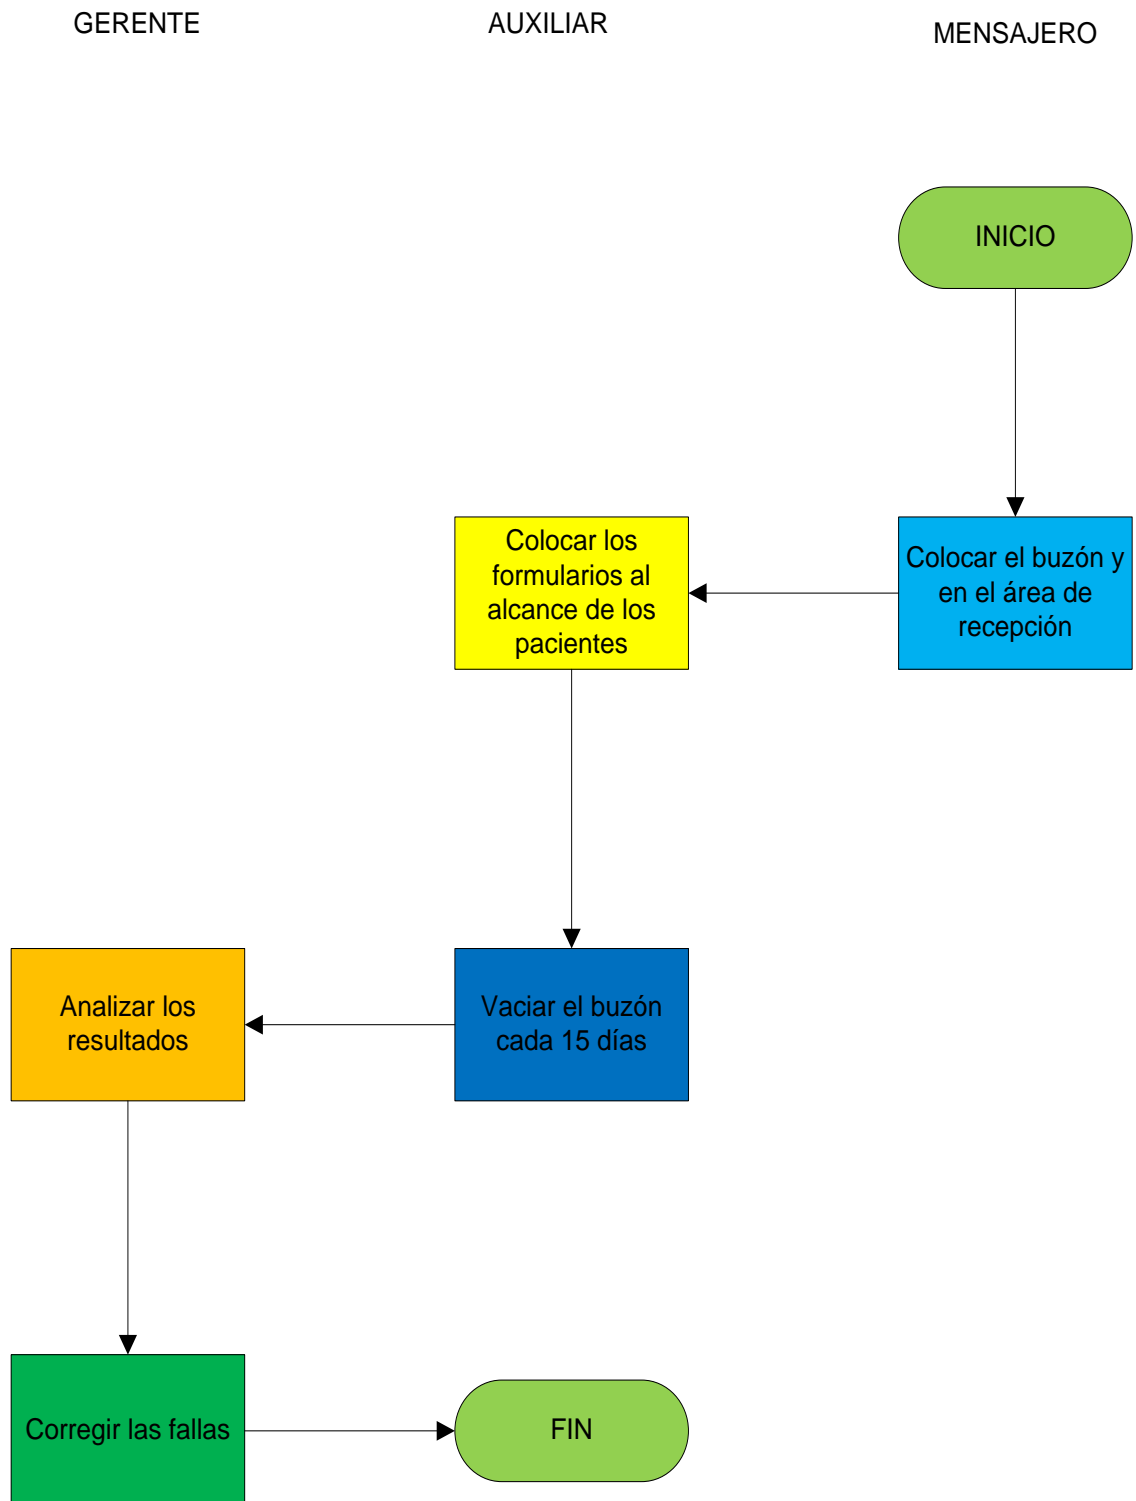 GERENTE
AUXILIAR
MENSAJERO
INICIO
Colocar los
formularios al
alcance de los
pacientes
Colocar el buzón y
en el área de
recepción
Analizar los
resultados
Vaciar el buzón
cada 15 días
Corregir las fallas
FIN